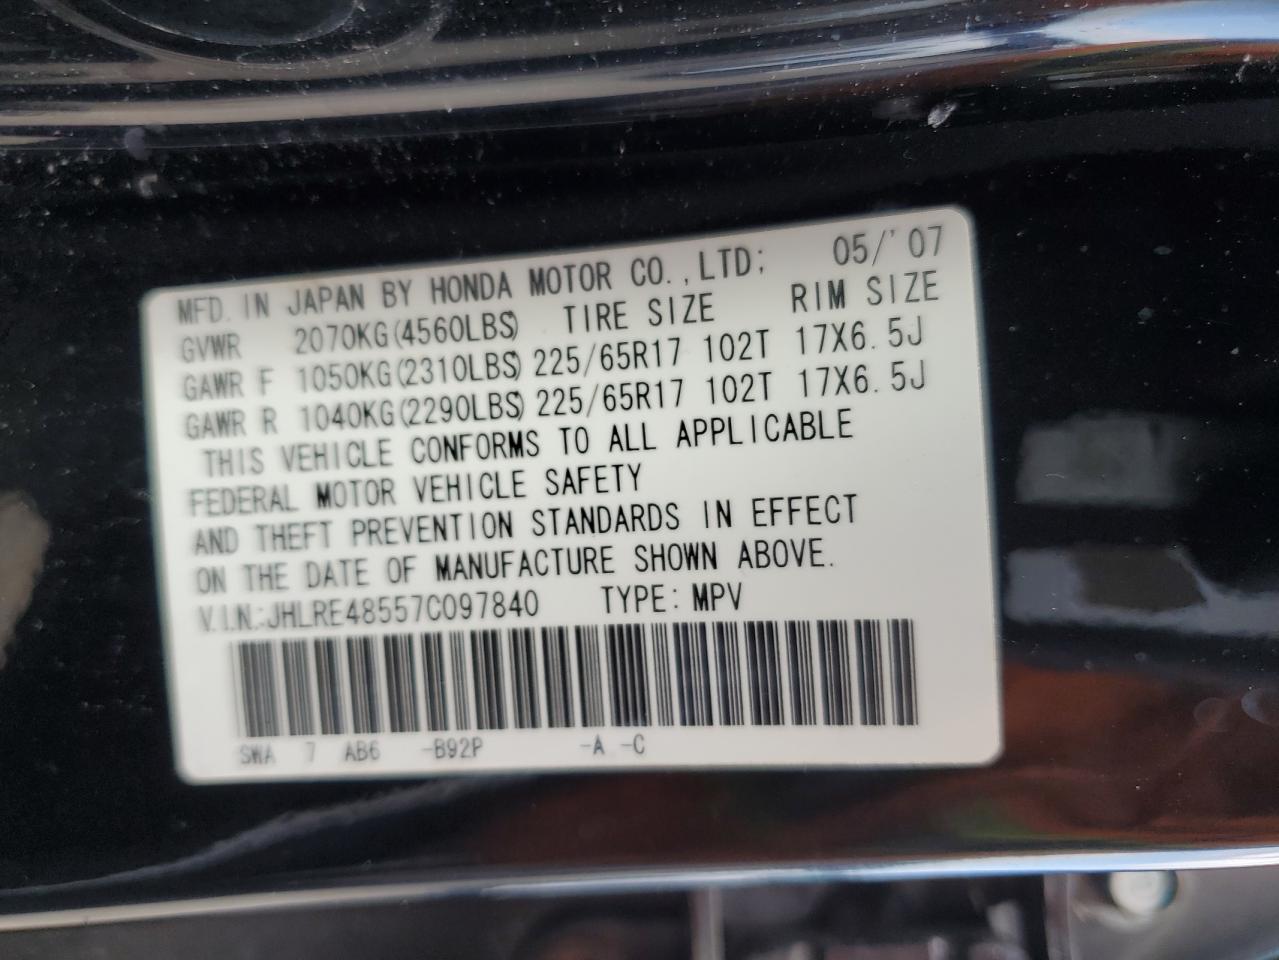 MFD. IN JAPAN BY HONDA MOTOR CO.,LTD; 05/'07
GVWR 2070KG(4560LBS) TIRE SIZE RIM SIZE
GAWR F 1050KG(2310LBS) 225/65R17 102T 17X6.5J
GAWR R 1040KG(2290LBS) 225/65R17 102T 17X6.5J
THIS VEHICLE CONFORMS TO ALL APPLICABLE
FEDERAL MOTOR VEHICLE SAFETY
AND THEFT PREVENTION STANDARDS IN EFFECT
ON THE DATE OF MANUFACTURE SHOWN ABOVE.
V.I.N.:JHLRE48557C097840 TYPE: MPV
SWA 7 AB6 -B92P -A -C